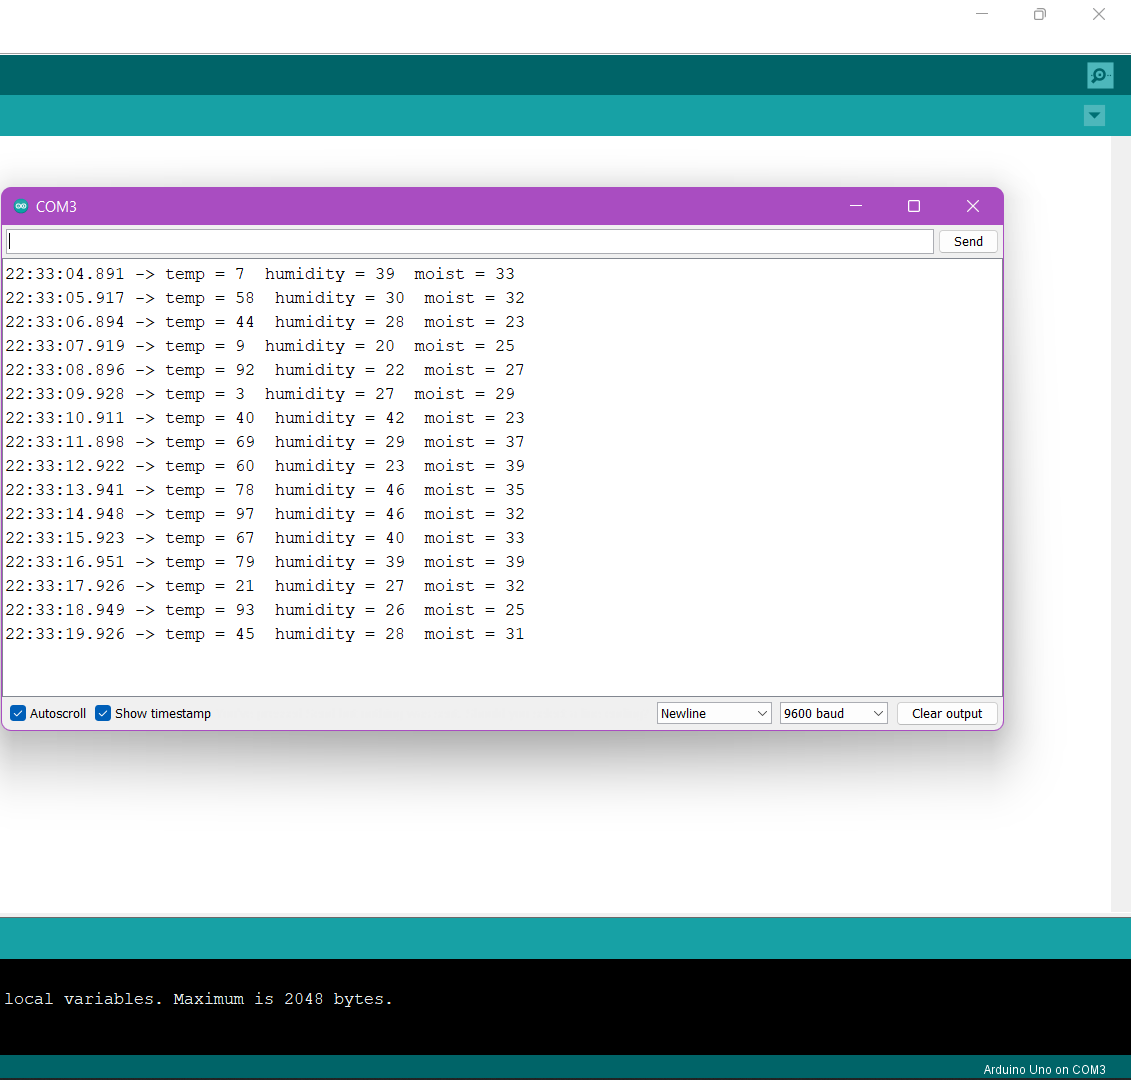 COM3
Send
22:33:04.891 -> temp = 7  humidity = 39  moist = 33
22:33:05.917 -> temp = 58  humidity = 30  moist = 32
22:33:06.894 -> temp = 44  humidity = 28  moist = 23
22:33:07.919 -> temp = 9  humidity = 20  moist = 25
22:33:08.896 -> temp = 92  humidity = 22  moist = 27
22:33:09.928 -> temp = 3  humidity = 27  moist = 29
22:33:10.911 -> temp = 40  humidity = 42  moist = 23
22:33:11.898 -> temp = 69  humidity = 29  moist = 37
22:33:12.922 -> temp = 60  humidity = 23  moist = 39
22:33:13.941 -> temp = 78  humidity = 46  moist = 35
22:33:14.948 -> temp = 97  humidity = 46  moist = 32
22:33:15.923 -> temp = 67  humidity = 40  moist = 33
22:33:16.951 -> temp = 79  humidity = 39  moist = 39
22:33:17.926 -> temp = 21  humidity = 27  moist = 32
22:33:18.949 -> temp = 93  humidity = 26  moist = 25
22:33:19.926 -> temp = 45  humidity = 28  moist = 31
Autoscroll Show timestamp Newline 9600 baud Clear output
local variables. Maximum is 2048 bytes.
Arduino Uno on COM3